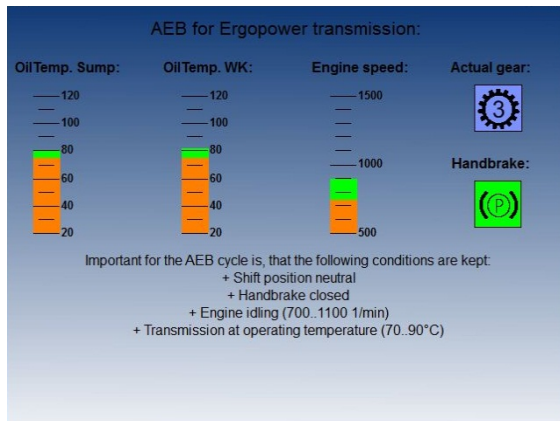 AEB for Ergopower transmission:
OilTemp. Sump: OilTemp. WK: Engine speed: Actual gear:
120 120 1500
100 100 3
80 80 1000 Handbrake:
60 60
40 40 (P)
20 20 500
Important for the AEB cycle is, that the following conditions are kept:
+ Shift position neutral
+ Handbrake closed
+ Engine idling (700..1100 1/min)
+ Transmission at operating temperature (70..90°C)